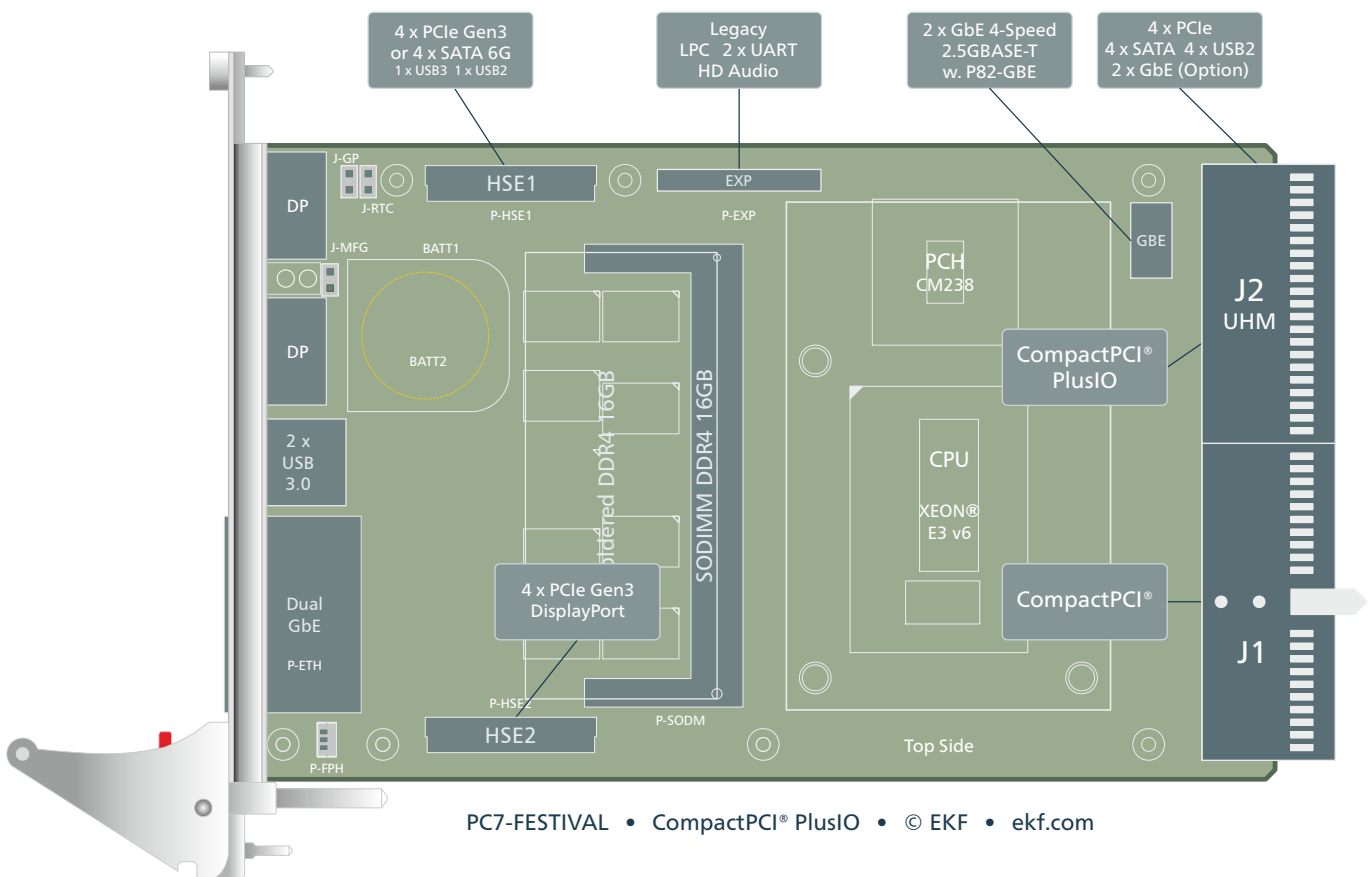 4 x PCIe Gen3
or 4 x SATA 6G
1 x USB3 1 x USB2
Legacy
LPC 2 x UART
HD Audio
2 x GbE 4-Speed
2.5GBASE-T
w. P82-GBE
4 x PCIe
4 x SATA 4 x USB2
2 x GbE (Option)
J-GP
J-RTC
DP
HSE1
P-HSE1
EXP
P-EXP
GBE
J-MFG
BATT1
BATT2
DP
PCH
CM238
J2
UHM
CompactPCI®
PlusIO
2 x
USB
3.0
oldered DDR4 16GB
SODIMM DDR4 16GB
CPU
XEON®
E3 v6
4 x PCIe Gen3
DisplayPort
CompactPCI®
J1
Dual
GbE
P-ETH
P-HSE2
HSE2
P-SODM
Top Side
P-FPH
PC7-FESTIVAL • CompactPCI® PlusIO • © EKF • ekf.com